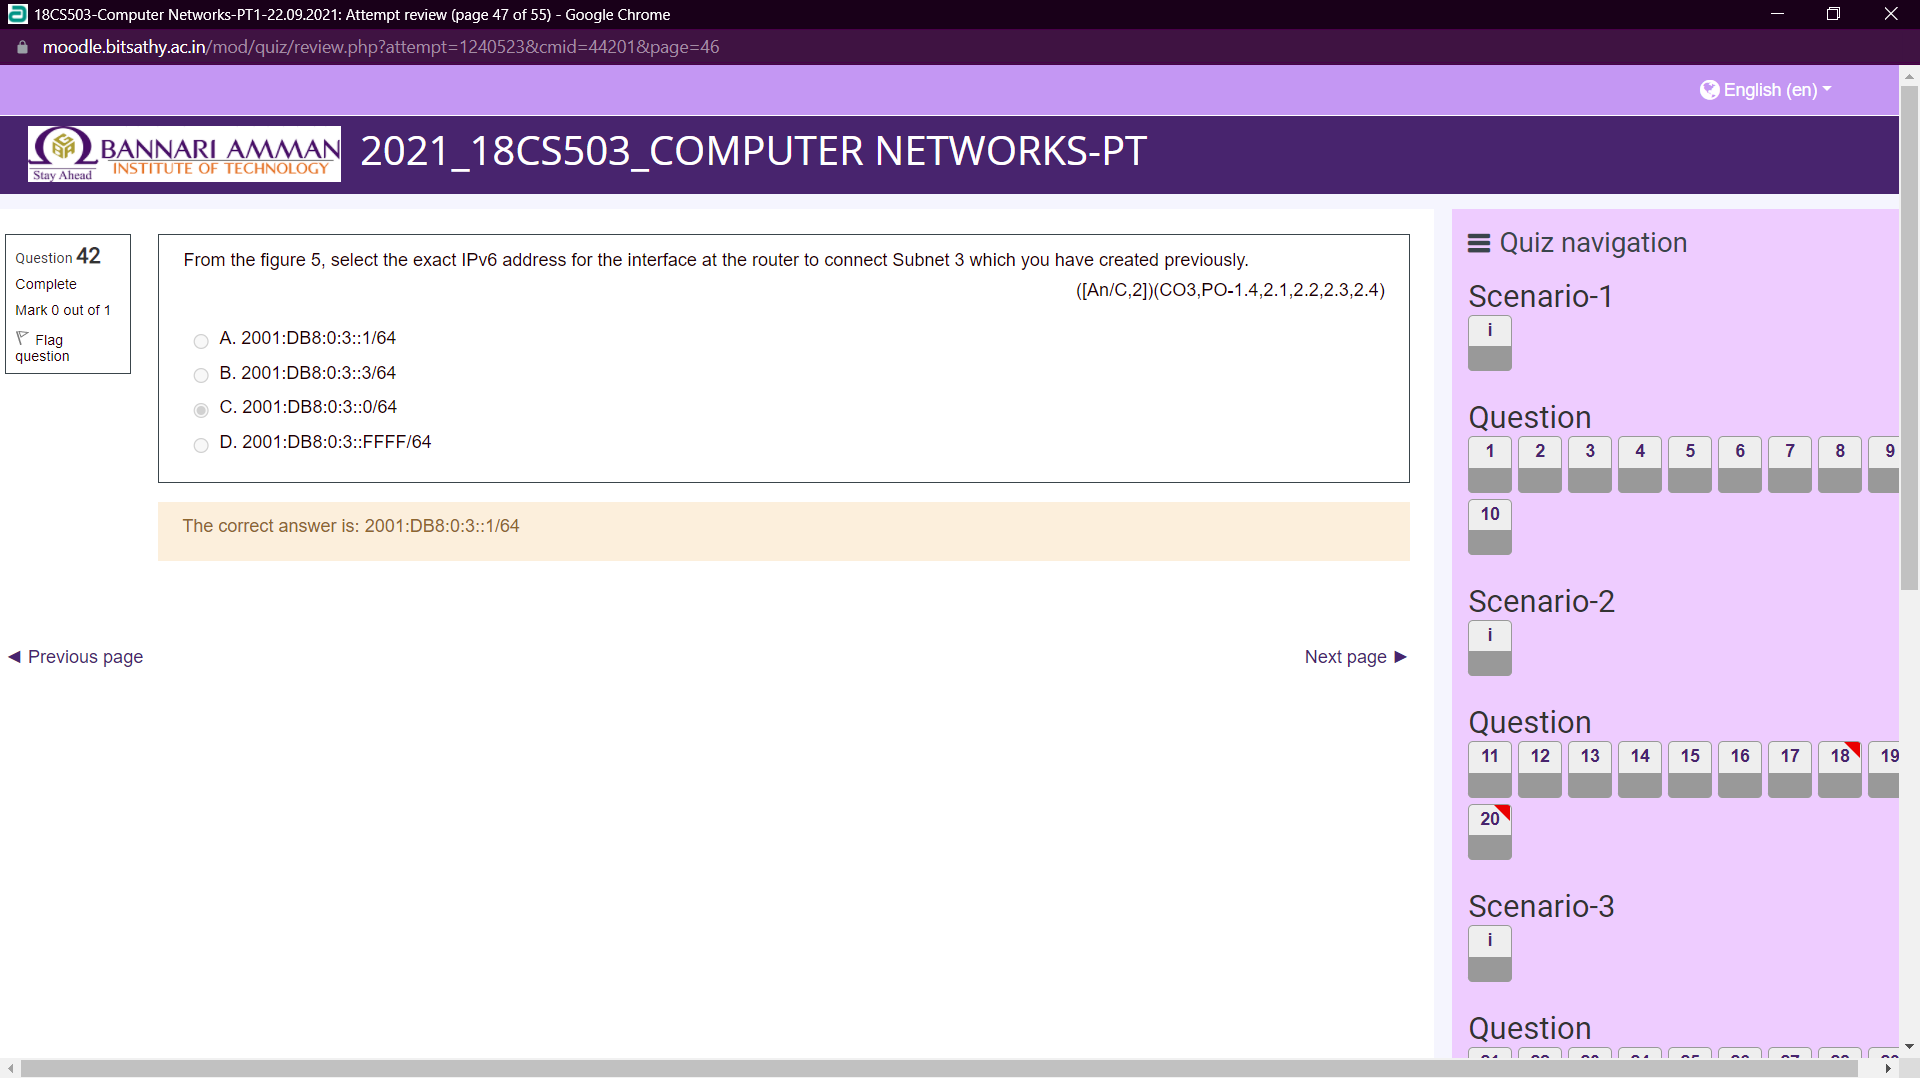 18CS503-Computer Networks-PT1-22.09.2021: Attempt review (page 47 of 55) - Google Chrome
moodle.bitsathy.ac.in/mod/quiz/review.php?attempt=1240523&cmid=44201&page=46
English (en)
BANNARI AMMAN
INSTITUTE OF TECHNOLOGY
Stay Ahead
2021_18CS503_COMPUTER NETWORKS-PT
Question 42
Complete
Mark 0 out of 1
Flag
question
From the figure 5, select the exact IPv6 address for the interface at the router to connect Subnet 3 which you have created previously.
([An/C,2])(CO3,PO-1.4,2.1,2.2,2.3,2.4)
A. 2001:DB8:0:3::1/64
B. 2001:DB8:0:3::3/64
C. 2001:DB8:0:3::0/64
D. 2001:DB8:0:3::FFFF/64
The correct answer is: 2001:DB8:0:3::1/64
◄ Previous page
Next page ►
Quiz navigation
Scenario-1
i
Question
1 2 3 4 5 6 7 8 9
10
Scenario-2
i
Question
11 12 13 14 15 16 17 18 19
20
Scenario-3
i
Question